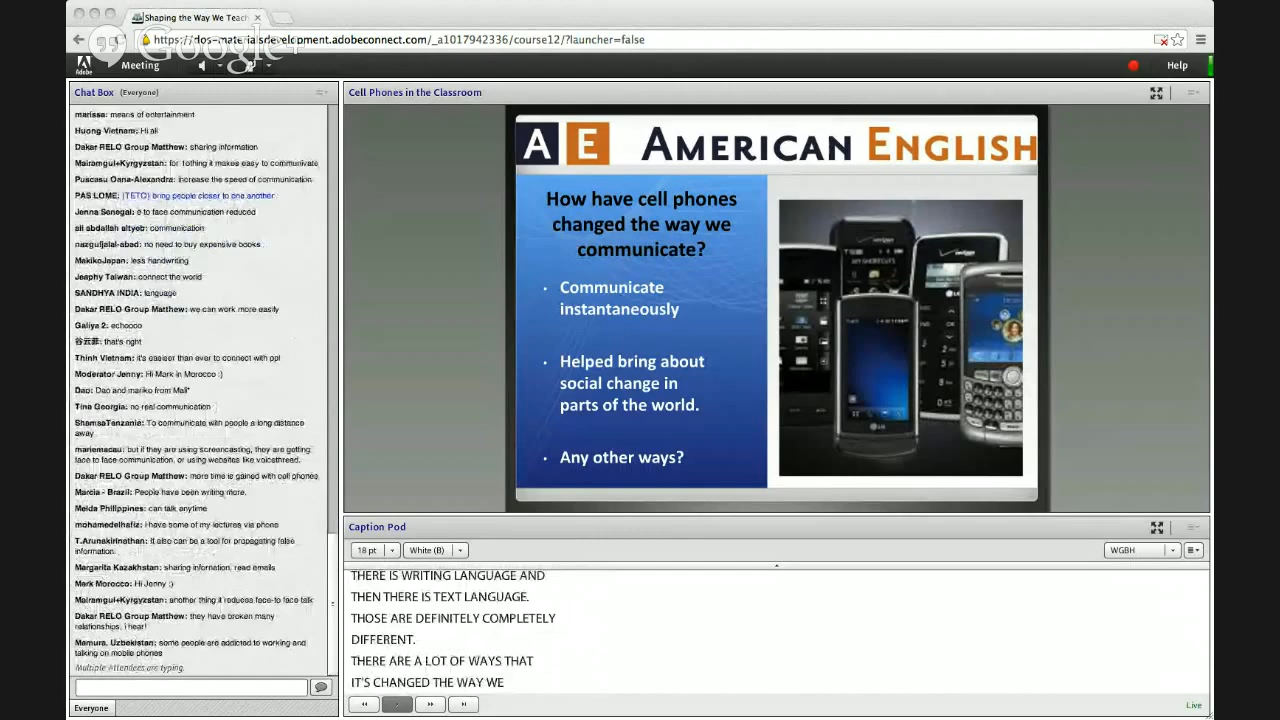 Shaping the Way We Teach
Google+
https://dos-materialsdevelopment.adobeconnect.com/_a1017942336/course12/?launcher=false
Adobe
Meeting
Help
Chat Box (Everyone)
marissa: means of entertainment
Huong Vietnam: Hi all
Dakar RELO Group Matthew: sharing information
Mairamgul+Kyrgyzstan: for 1othing it makes easy to communivate
Puscasu Oana-Alexandra: increase the speed of communication
PAS LOME: (TETO) bring people closer to one another
Jenna Senegal: e to face communication reduced
ali abdallah altyeb: communication
nazguljalal-abad: no need to buy expensive books
MakikoJapan: less handwriting
Jeaphy Taiwan: connect the world
SANDHYA INDIA: language
Dakar RELO Group Matthew: we can work more easily
Galiya 2: echoooo
谷云菲: that's right
Thinh Vietnam: it's easieer than ever to connect with ppl
Moderator Jenny: Hi Mark in Morocco :)
Dao: Dao and mariko from Mali*
Tina Georgia: no real communication
ShamsaTanzania: To communicate with people a long distance
away
mariemacau: but if they are using screencasting, they are getting
face to face communication, or using websites like voicethread.
Dakar RELO Group Matthew: more time is gained with cell phones
Marcia - Brazil: People have been writing more.
Melda Philippines: can talk anytime
mohamedelhafiz: I have some of my lectures via phone
T.Arunakirinathan: It also can be a tool for propagating false
information.
Margarita Kazakhstan: sharing information, read emails
Mark Morocco: Hi Jenny :)
Mairamgul+Kyrgyzstan: another thing it reduces face-to face talk
Dakar RELO Group Matthew: they have broken many
relationships, i hear!
Mamura, Uzbekistan: some people are addicted to working and
talking on mobile phones
Multiple Attendees are typing.
Everyone
Cell Phones in the Classroom
A E AMERICAN ENGLISH
How have cell phones
changed the way we
communicate?
• Communicate
instantaneously
• Helped bring about
social change in
parts of the world.
• Any other ways?
verizon
MY SHORTCUTS
verizon
LG
Caption Pod
18 pt
White (B)
WGBH
THERE IS WRITING LANGUAGE AND
THEN THERE IS TEXT LANGUAGE.
THOSE ARE DEFINITELY COMPLETELY
DIFFERENT.
THERE ARE A LOT OF WAYS THAT
IT'S CHANGED THE WAY WE
Live